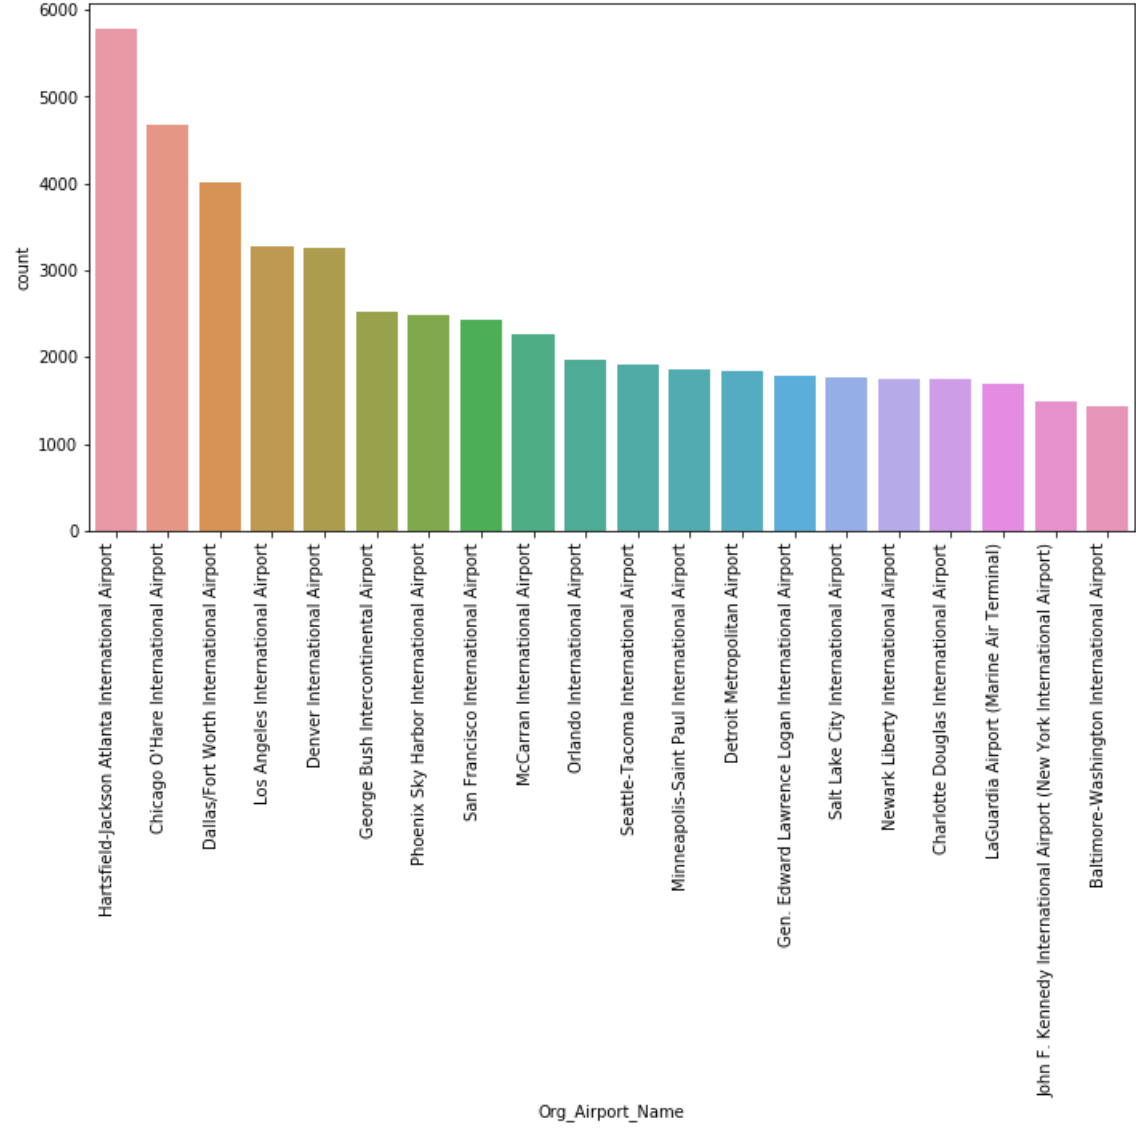 6000
5000
4000
3000
2000
1000
0
count
Hartsfield-Jackson Atlanta International Airport
Chicago O'Hare International Airport
Dallas/Fort Worth International Airport
Los Angeles International Airport
Denver International Airport
George Bush Intercontinental Airport
Phoenix Sky Harbor International Airport
San Francisco International Airport
McCarran International Airport
Orlando International Airport
Seattle-Tacoma International Airport
Minneapolis-Saint Paul International Airport
Detroit Metropolitan Airport
Gen. Edward Lawrence Logan International Airport
Salt Lake City International Airport
Newark Liberty International Airport
Charlotte Douglas International Airport
LaGuardia Airport (Marine Air Terminal)
John F. Kennedy International Airport (New York International Airport)
Baltimore-Washington International Airport
Org_Airport_Name